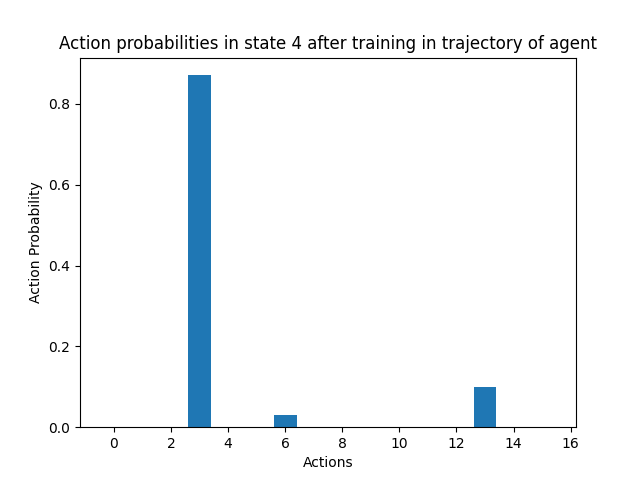 Action probabilities in state 4 after training in trajectory of agent
Action Probability
0.8
0.6
0.4
0.2
0.0
0 2 4 6 8 10 12 14 16
Actions